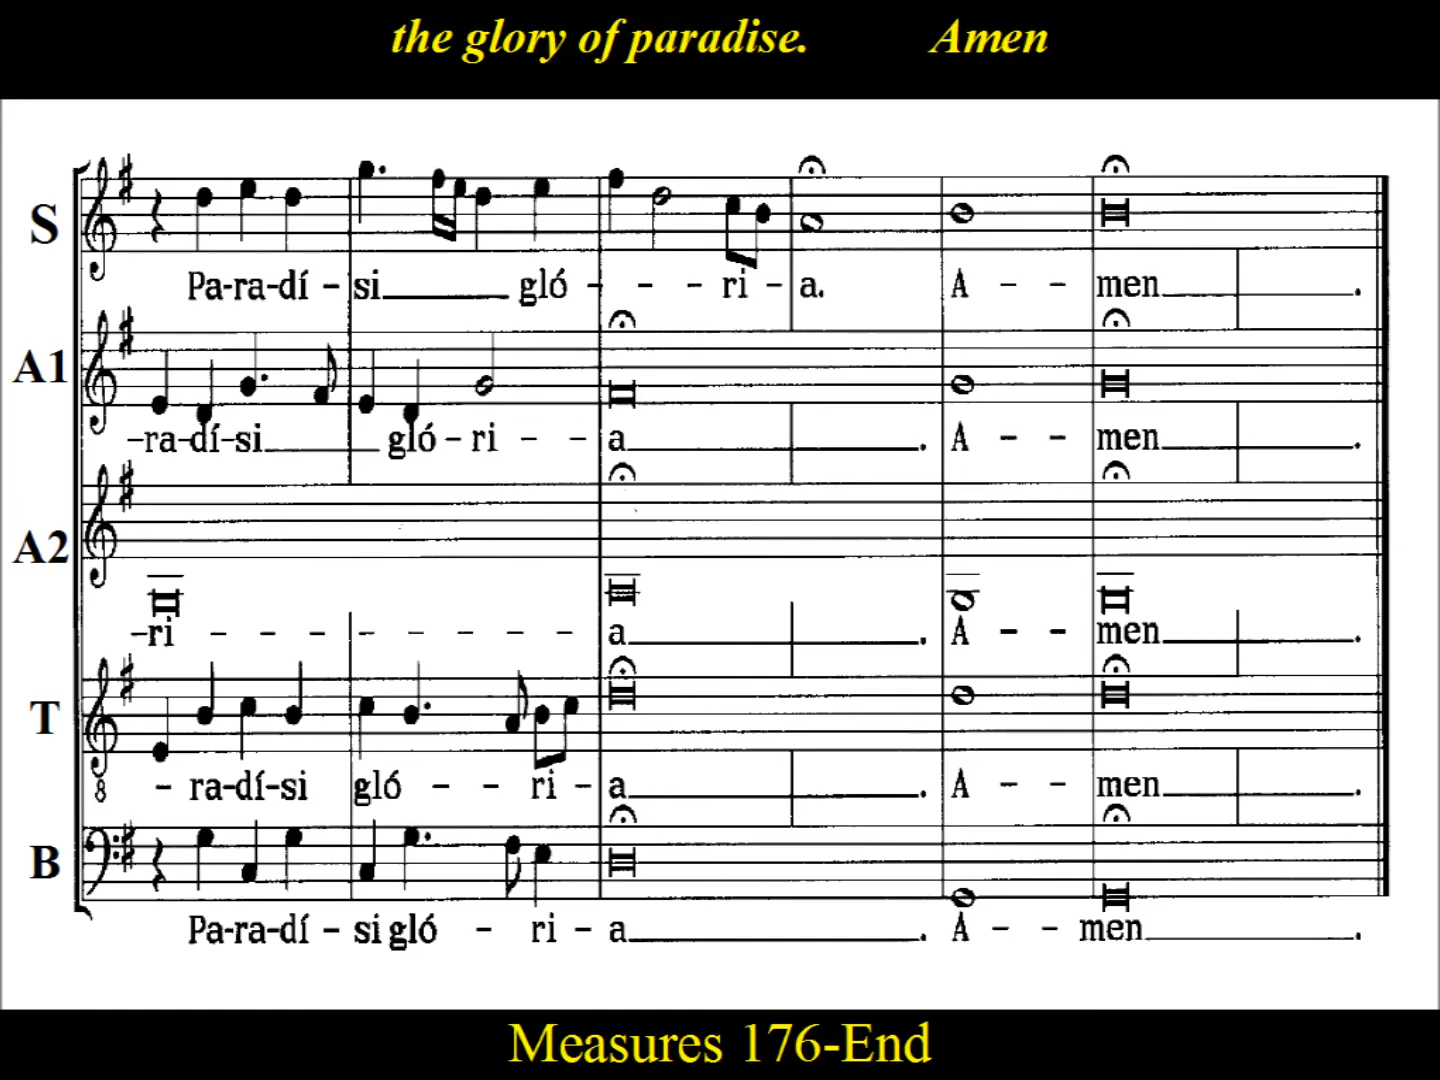 the glory of paradise. Amen
S
Pa-ra-dí - si gló - - - ri - a. A - - men.
A1
-ra-dí-si gló - ri - - a. A - - men.
A2
-ri - - - - - - - - a. A - - men.
T
8
- ra-dí-si gló - - ri - a. A - - men.
B
Pa-ra-dí - si gló - ri - a. A - - men.
Measures 176-End